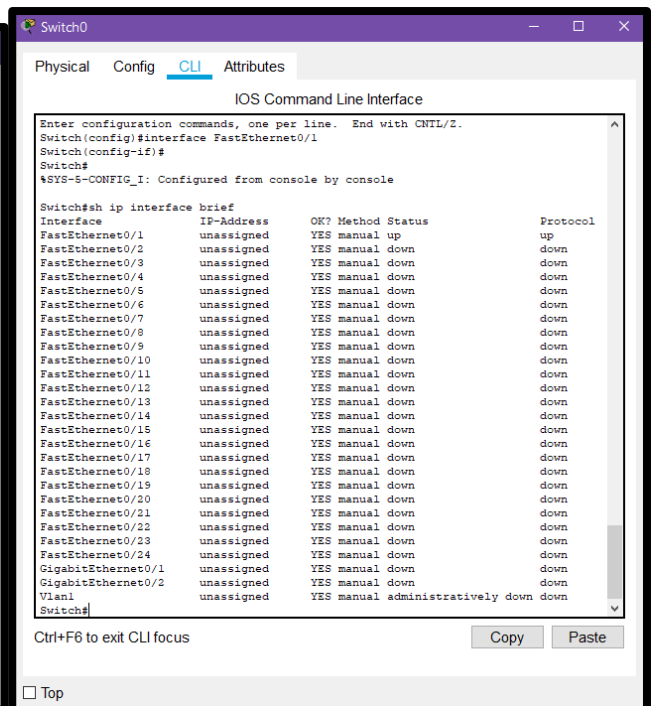 Switch0
Physical Config CLI Attributes
IOS Command Line Interface
Enter configuration commands, one per line. End with CNTL/Z.
Switch(config)#interface FastEthernet0/1
Switch(config-if)#
Switch#
%SYS-5-CONFIG_I: Configured from console by console
Switch#sh ip interface brief
Interface IP-Address OK? Method Status Protocol
FastEthernet0/1 unassigned YES manual up up
FastEthernet0/2 unassigned YES manual down down
FastEthernet0/3 unassigned YES manual down down
FastEthernet0/4 unassigned YES manual down down
FastEthernet0/5 unassigned YES manual down down
FastEthernet0/6 unassigned YES manual down down
FastEthernet0/7 unassigned YES manual down down
FastEthernet0/8 unassigned YES manual down down
FastEthernet0/9 unassigned YES manual down down
FastEthernet0/10 unassigned YES manual down down
FastEthernet0/11 unassigned YES manual down down
FastEthernet0/12 unassigned YES manual down down
FastEthernet0/13 unassigned YES manual down down
FastEthernet0/14 unassigned YES manual down down
FastEthernet0/15 unassigned YES manual down down
FastEthernet0/16 unassigned YES manual down down
FastEthernet0/17 unassigned YES manual down down
FastEthernet0/18 unassigned YES manual down down
FastEthernet0/19 unassigned YES manual down down
FastEthernet0/20 unassigned YES manual down down
FastEthernet0/21 unassigned YES manual down down
FastEthernet0/22 unassigned YES manual down down
FastEthernet0/23 unassigned YES manual down down
FastEthernet0/24 unassigned YES manual down down
GigabitEthernet0/1 unassigned YES manual down down
GigabitEthernet0/2 unassigned YES manual down down
Vlan1 unassigned YES manual administratively down down
Switch#
Ctrl+F6 to exit CLI focus
Copy Paste
Top